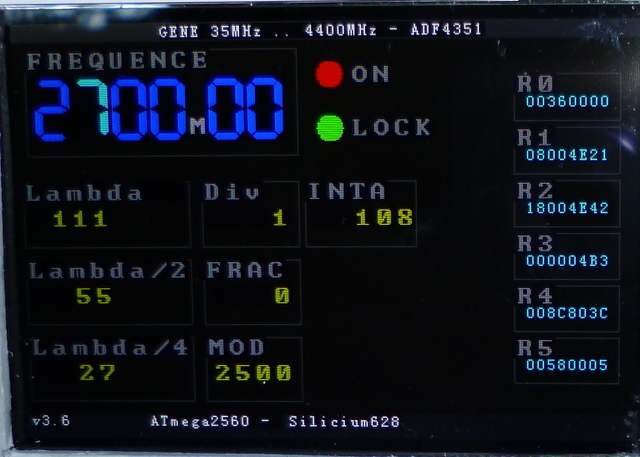 GENE 35MHz .. 4400MHz - ADF4351
FREQUENCE
2700M00
ON
LOCK
R0
00360000
R1
08004E21
Lambda
111
Div
1
INTA
108
R2
18004E42
R3
000004B3
Lambda/2
55
FRAC
0
R4
008C803C
Lambda/4
27
MOD
2500
R5
00580005
v3.6
ATmega2560 - Silicium628